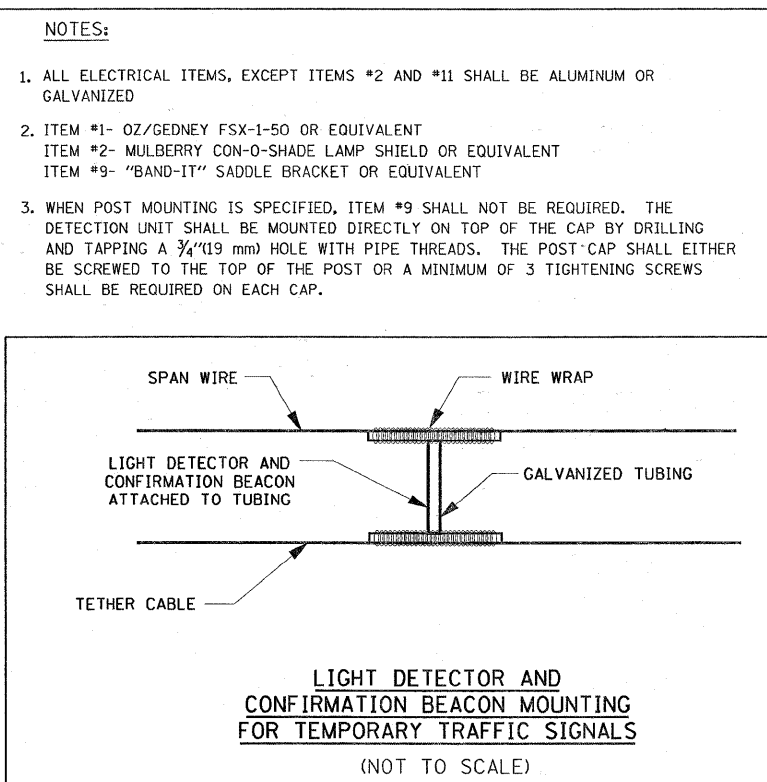 NOTES:
1. ALL ELECTRICAL ITEMS, EXCEPT ITEMS #2 AND #11 SHALL BE ALUMINUM OR
GALVANIZED
2. ITEM #1- OZ/GEDNEY FSX-1-50 OR EQUIVALENT
ITEM #2- MULBERRY CON-O-SHADE LAMP SHIELD OR EQUIVALENT
ITEM #9- "BAND-IT" SADDLE BRACKET OR EQUIVALENT
3. WHEN POST MOUNTING IS SPECIFIED, ITEM #9 SHALL NOT BE REQUIRED. THE
DETECTION UNIT SHALL BE MOUNTED DIRECTLY ON TOP OF THE CAP BY DRILLING
AND TAPPING A 3/4"(19 mm) HOLE WITH PIPE THREADS. THE POST CAP SHALL EITHER
BE SCREWED TO THE TOP OF THE POST OR A MINIMUM OF 3 TIGHTENING SCREWS
SHALL BE REQUIRED ON EACH CAP.
SPAN WIRE
WIRE WRAP
LIGHT DETECTOR AND
CONFIRMATION BEACON
ATTACHED TO TUBING
GALVANIZED TUBING
TETHER CABLE
LIGHT DETECTOR AND
CONFIRMATION BEACON MOUNTING
FOR TEMPORARY TRAFFIC SIGNALS
(NOT TO SCALE)